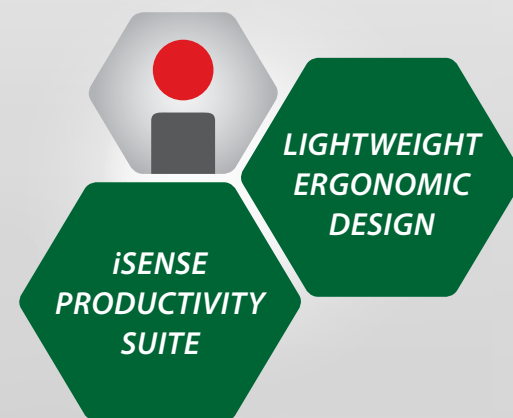 LIGHTWEIGHT
ERGONOMIC
DESIGN
iSENSE
PRODUCTIVITY
SUITE